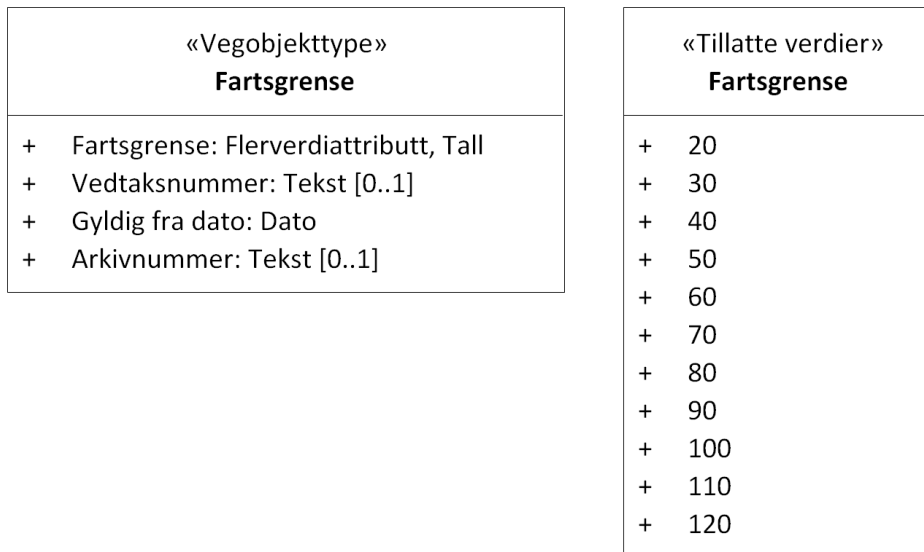 «Vegobjekttype»
Fartsgrense
+ Fartsgrense: Flerverdiattributt, Tall
+ Vedtaksnummer: Tekst [0..1]
+ Gyldig fra dato: Dato
+ Arkivnummer: Tekst [0..1]
«Tillatte verdier»
Fartsgrense
+ 20
+ 30
+ 40
+ 50
+ 60
+ 70
+ 80
+ 90
+ 100
+ 110
+ 120